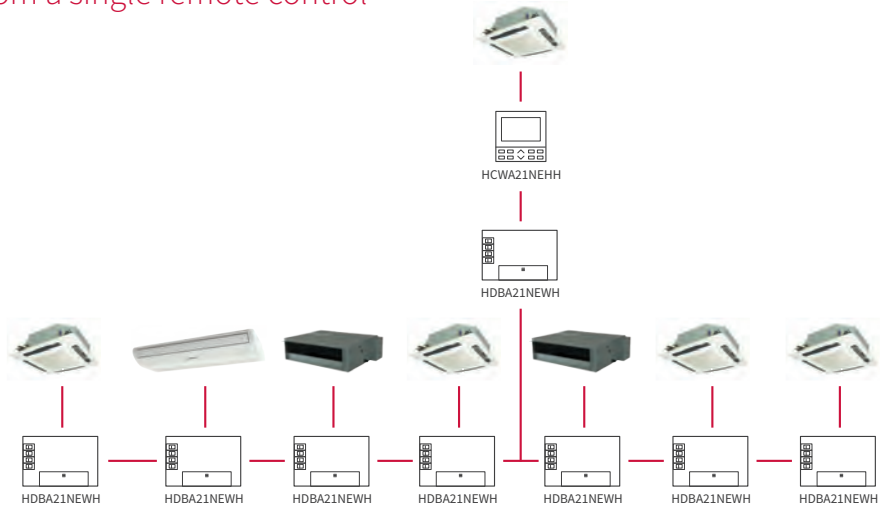 om a single remote control
HCWA21NEHH
HDBA21NEWH
HDBA21NEWH HDBA21NEWH HDBA21NEWH HDBA21NEWH HDBA21NEWH HDBA21NEWH HDBA21NEWH